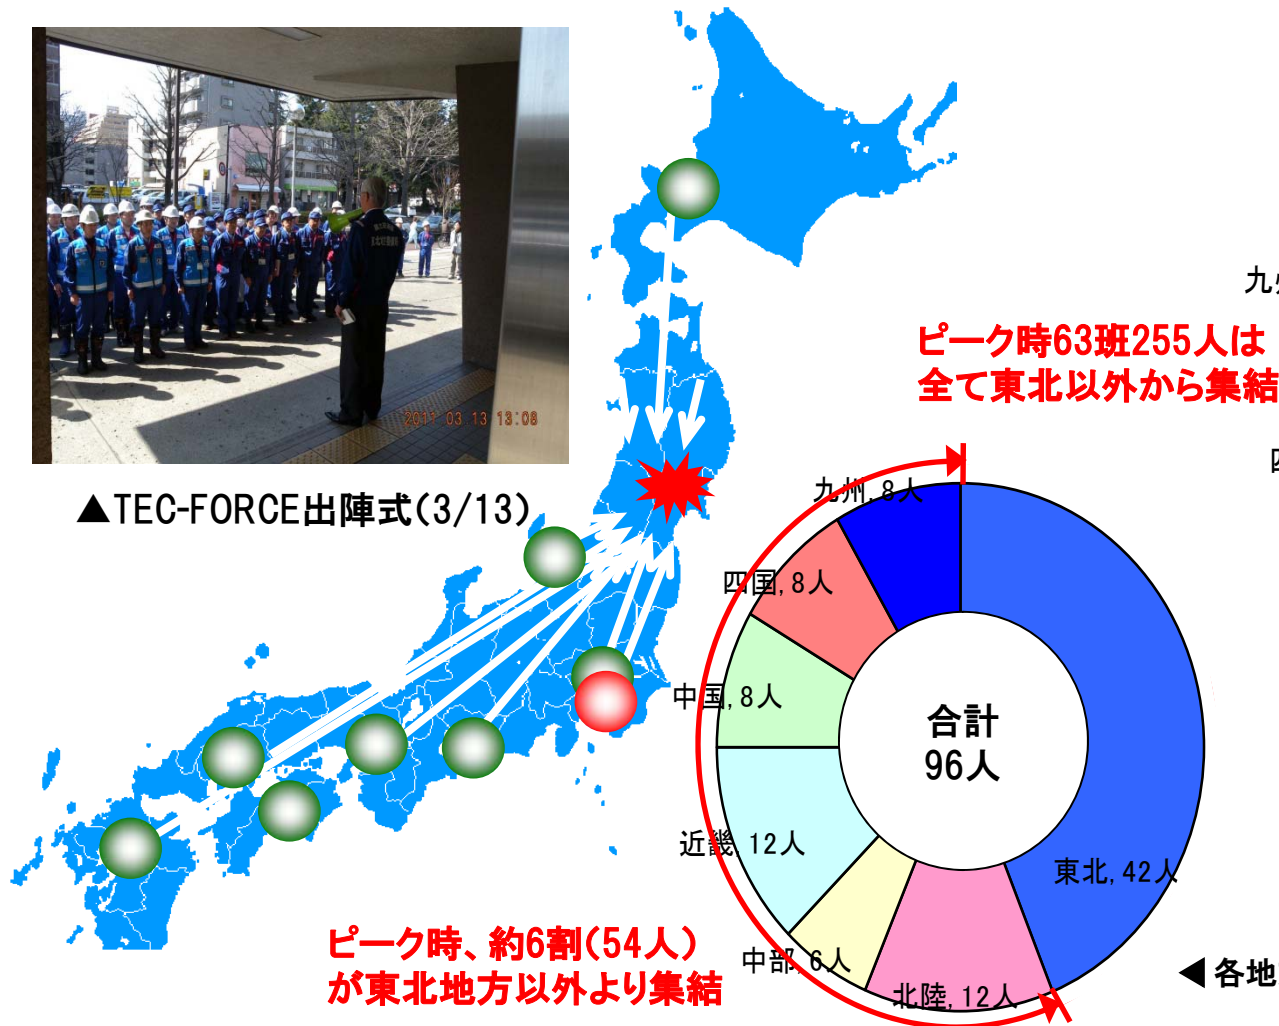 2011 03 13 13:08
▲TEC-FORCE出陣式(3/13)
九
ピーク時63班255人は
全て東北以外から集結
九州, 8人
四国, 8人
中国, 8人
近畿, 12人
中部, 6人
北陸, 12人
東北, 42人
合計
96人
ピーク時、約6割(54人)
が東北地方以外より集結
◀各地